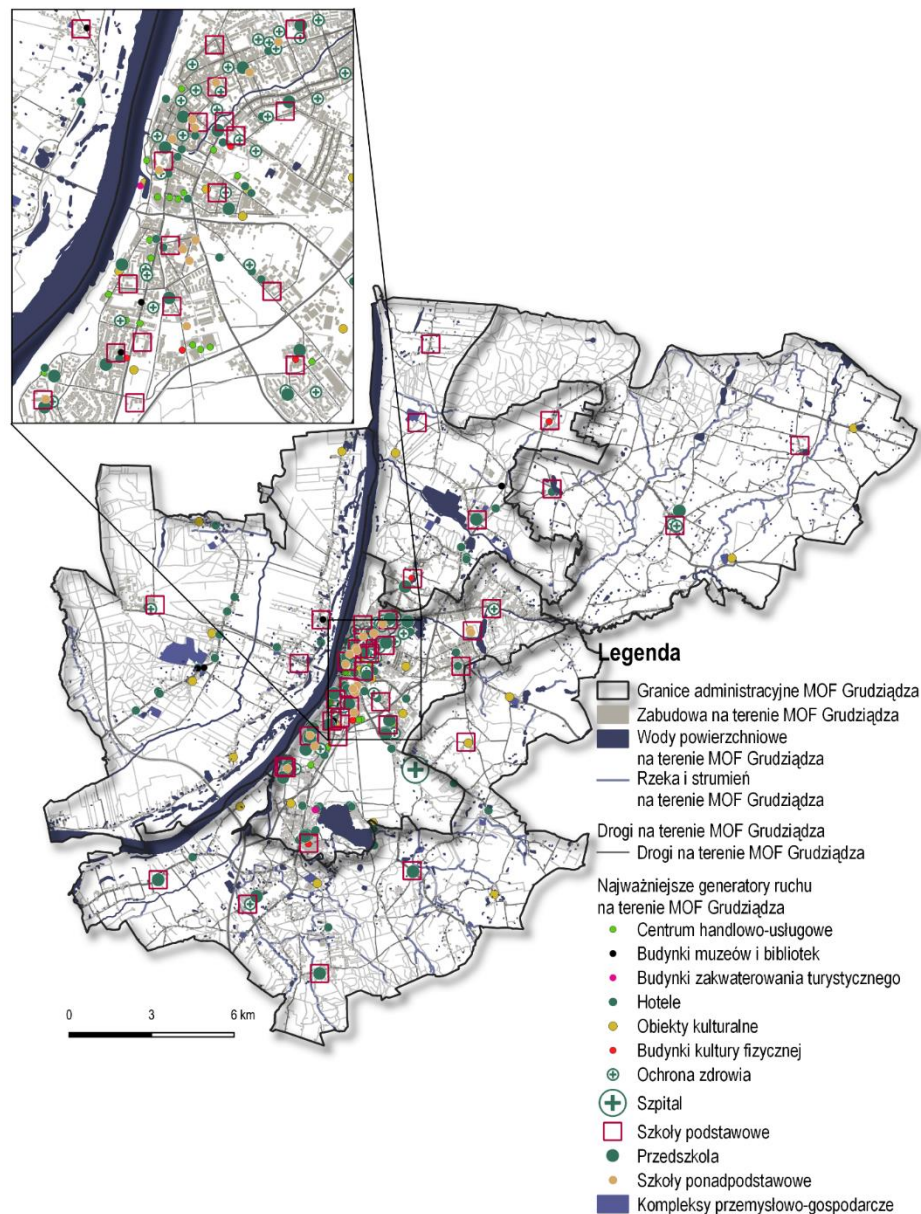 Legenda
Granice administracyjne MOF Grudziądza
Zabudowa na terenie MOF Grudziądza
Wody powierzchniowe
na terenie MOF Grudziądza
Rzeka i strumień
na terenie MOF Grudziądza
Drogi na terenie MOF Grudziądza
Drogi na terenie MOF Grudziądza
Najważniejsze generatory ruchu
na terenie MOF Grudziądza
Centrum handlowo-usługowe
Budynki muzeów i bibliotek
Budynki zakwaterowania turystycznego
Hotele
Obiekty kulturalne
Budynki kultury fizycznej
Ochrona zdrowia
Szpital
Szkoły podstawowe
Przedszkola
Szkoły ponadpodstawowe
Kompleksy przemysłowo-gospodarcze
0 3 6 km